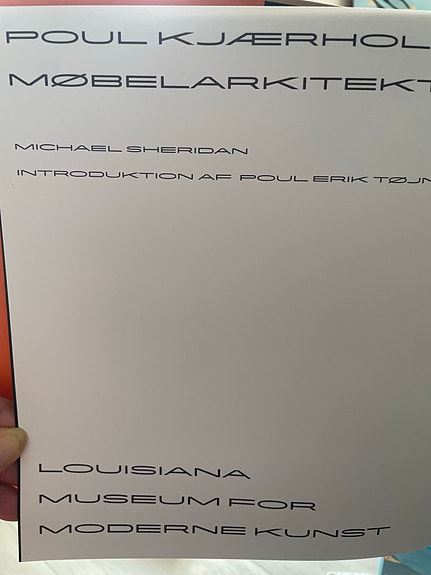 POUL KJÆRHOL
MØBELARKITEKT
MICHAEL SHERIDAN
INTRODUKTION AF POUL ERIK TØJN
LOUISIANA
MUSEUM FOR
MODERNE KUNST